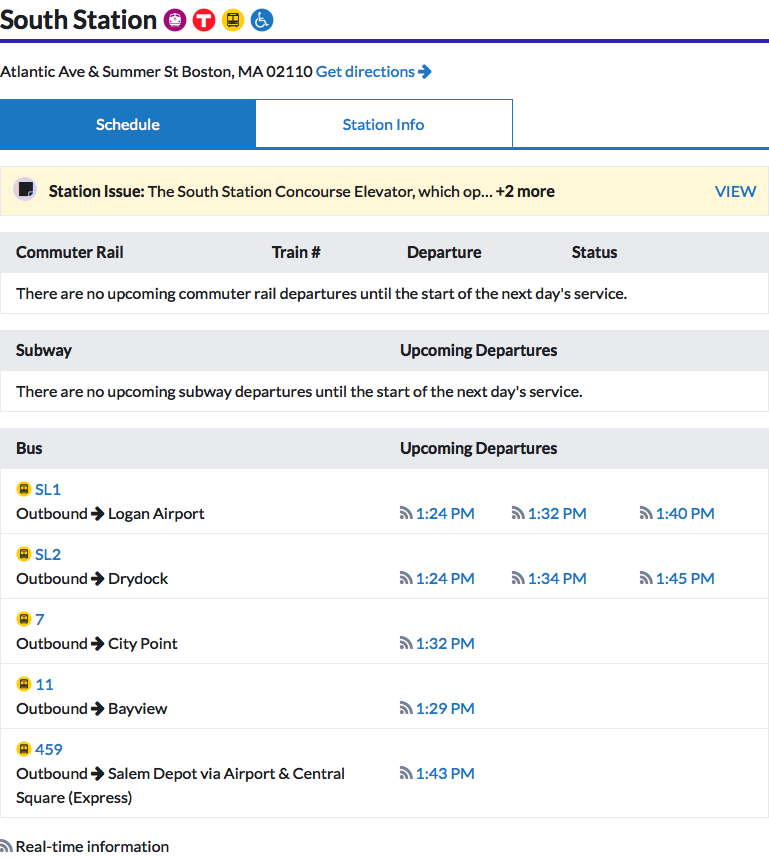 South Station T
Atlantic Ave & Summer St Boston, MA 02110 Get directions
Schedule Station Info
Station Issue: The South Station Concourse Elevator, which op... +2 more VIEW
Commuter Rail Train # Departure Status
There are no upcoming commuter rail departures until the start of the next day's service.
Subway Upcoming Departures
There are no upcoming subway departures until the start of the next day's service.
Bus Upcoming Departures
SL1
Outbound → Logan Airport 1:24 PM 1:32 PM 1:40 PM
SL2
Outbound → Drydock 1:24 PM 1:34 PM 1:45 PM
7
Outbound → City Point 1:32 PM
11
Outbound → Bayview 1:29 PM
459
Outbound → Salem Depot via Airport & Central 1:43 PM
Square (Express)
Real-time information